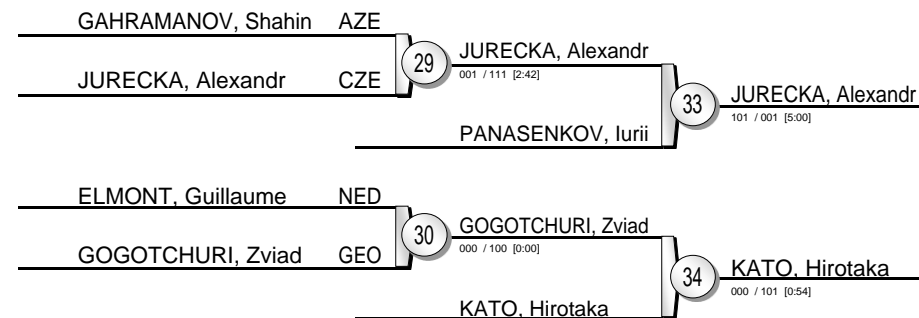 GAHRAMANOV, Shahin AZE
29
JURECKA, Alexandr
001 / 111 [2:42]
JURECKA, Alexandr CZE
33
JURECKA, Alexandr
101 / 001 [5:00]
PANASENKOV, Iurii
ELMONT, Guillaume NED
30
GOGOTCHURI, Zviad
000 / 100 [0:00]
GOGOTCHURI, Zviad GEO
34
KATO, Hirotaka
000 / 101 [0:54]
KATO, Hirotaka